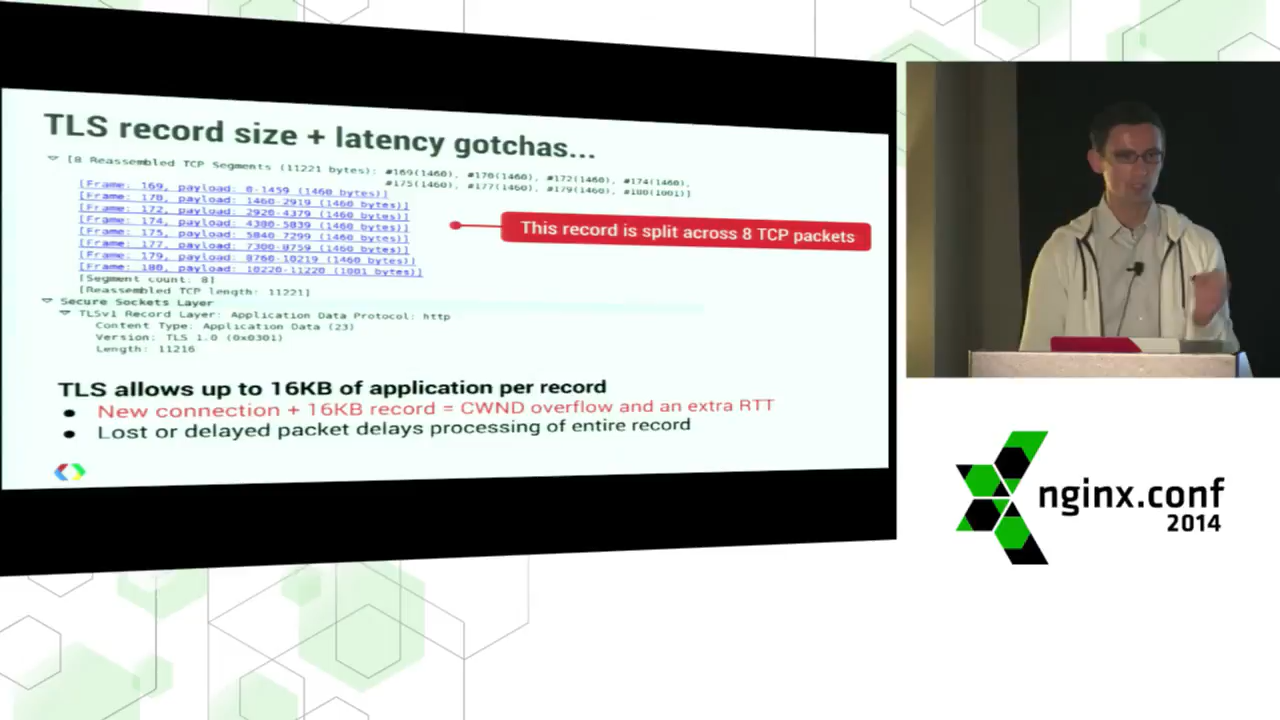 TLS record size + latency gotchas...
[8 Reassembled TCP Segments (11221 bytes): #169(1460), #170(1460), #172(1460), #174(1460),
#175(1460), #177(1460), #179(1460), #180(1001)]
[Frame: 169, payload: 0-1459 (1460 bytes)]
[Frame: 170, payload: 1460-2919 (1460 bytes)]
[Frame: 172, payload: 2920-4379 (1460 bytes)]
[Frame: 174, payload: 4380-5839 (1460 bytes)]
[Frame: 175, payload: 5840-7299 (1460 bytes)]
[Frame: 177, payload: 7300-8759 (1460 bytes)]
[Frame: 179, payload: 8760-10219 (1460 bytes)]
[Frame: 180, payload: 10220-11220 (1001 bytes)]
[Segment count: 8]
[Reassembled TCP length: 11221]
This record is split across 8 TCP packets
Secure Sockets Layer
TLSv1 Record Layer: Application Data Protocol: http
Content Type: Application Data (23)
Version: TLS 1.0 (0x0301)
Length: 11216
TLS allows up to 16KB of application per record
● New connection + 16KB record = CWND overflow and an extra RTT
● Lost or delayed packet delays processing of entire record
nginx.conf
2014